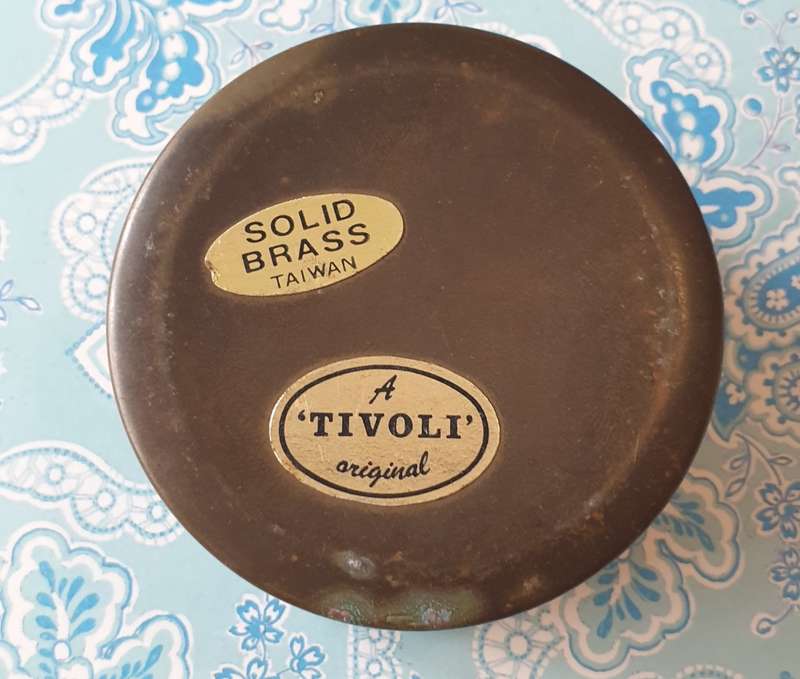 SOLID
BRASS
TAIWAN
A
'TIVOLI'
original